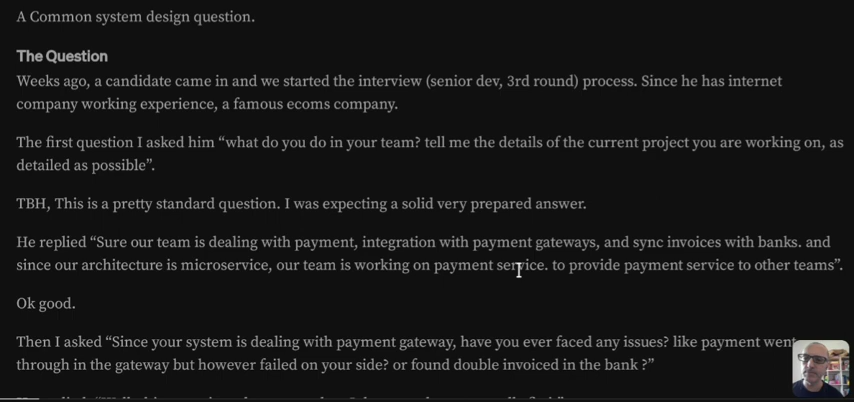 A Common system design question.
The Question
Weeks ago, a candidate came in and we started the interview (senior dev, 3rd round) process. Since he has internet
company working experience, a famous ecoms company.
The first question I asked him “what do you do in your team? tell me the details of the current project you are working on, as
detailed as possible”.
TBH, This is a pretty standard question. I was expecting a solid very prepared answer.
He replied “Sure our team is dealing with payment, integration with payment gateways, and sync invoices with banks. and
since our architecture is microservice, our team is working on payment service. to provide payment service to other teams”.
Ok good.
Then I asked “Since your system is dealing with payment gateway, have you ever faced any issues? like payment went
through in the gateway but however failed on your side? or found double invoiced in the bank ?”